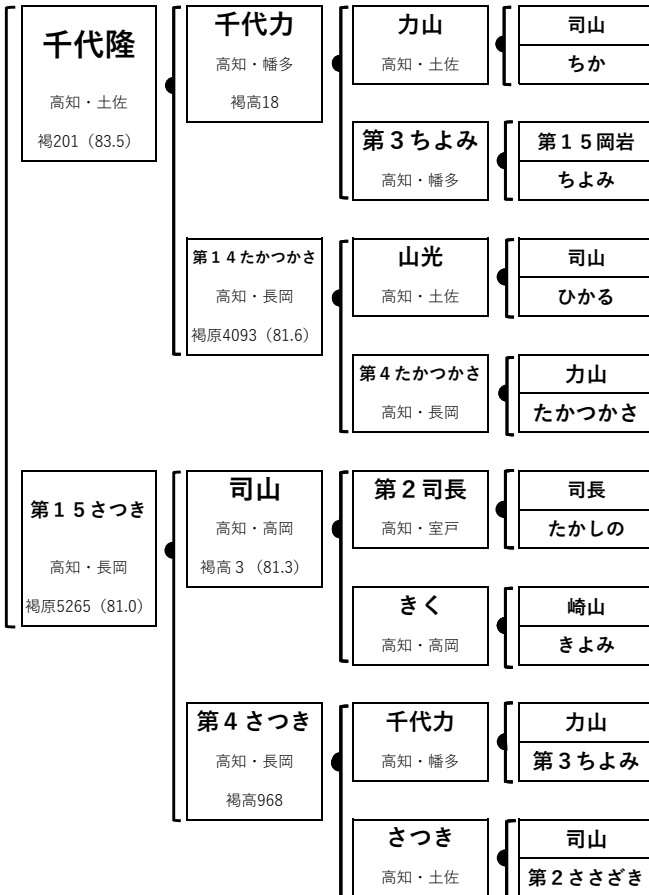 千代隆
高知・土佐
褐201（83.5）
千代力
高知・幡多
褐高18
力山
高知・土佐
司山
ちか
第３ちよみ
高知・幡多
第１５岡岩
ちよみ
第１４たかつかさ
高知・長岡
褐原4093（81.6）
山光
高知・土佐
司山
ひかる
第４たかつかさ
高知・長岡
力山
たかつかさ
第１５さつき
高知・長岡
褐原5265（81.0）
司山
高知・高岡
褐高３（81.3）
第２司長
高知・室戸
司長
たかしの
きく
高知・高岡
崎山
きよみ
第４さつき
高知・長岡
褐高968
千代力
高知・幡多
力山
第３ちよみ
さつき
高知・土佐
司山
第２ささざき